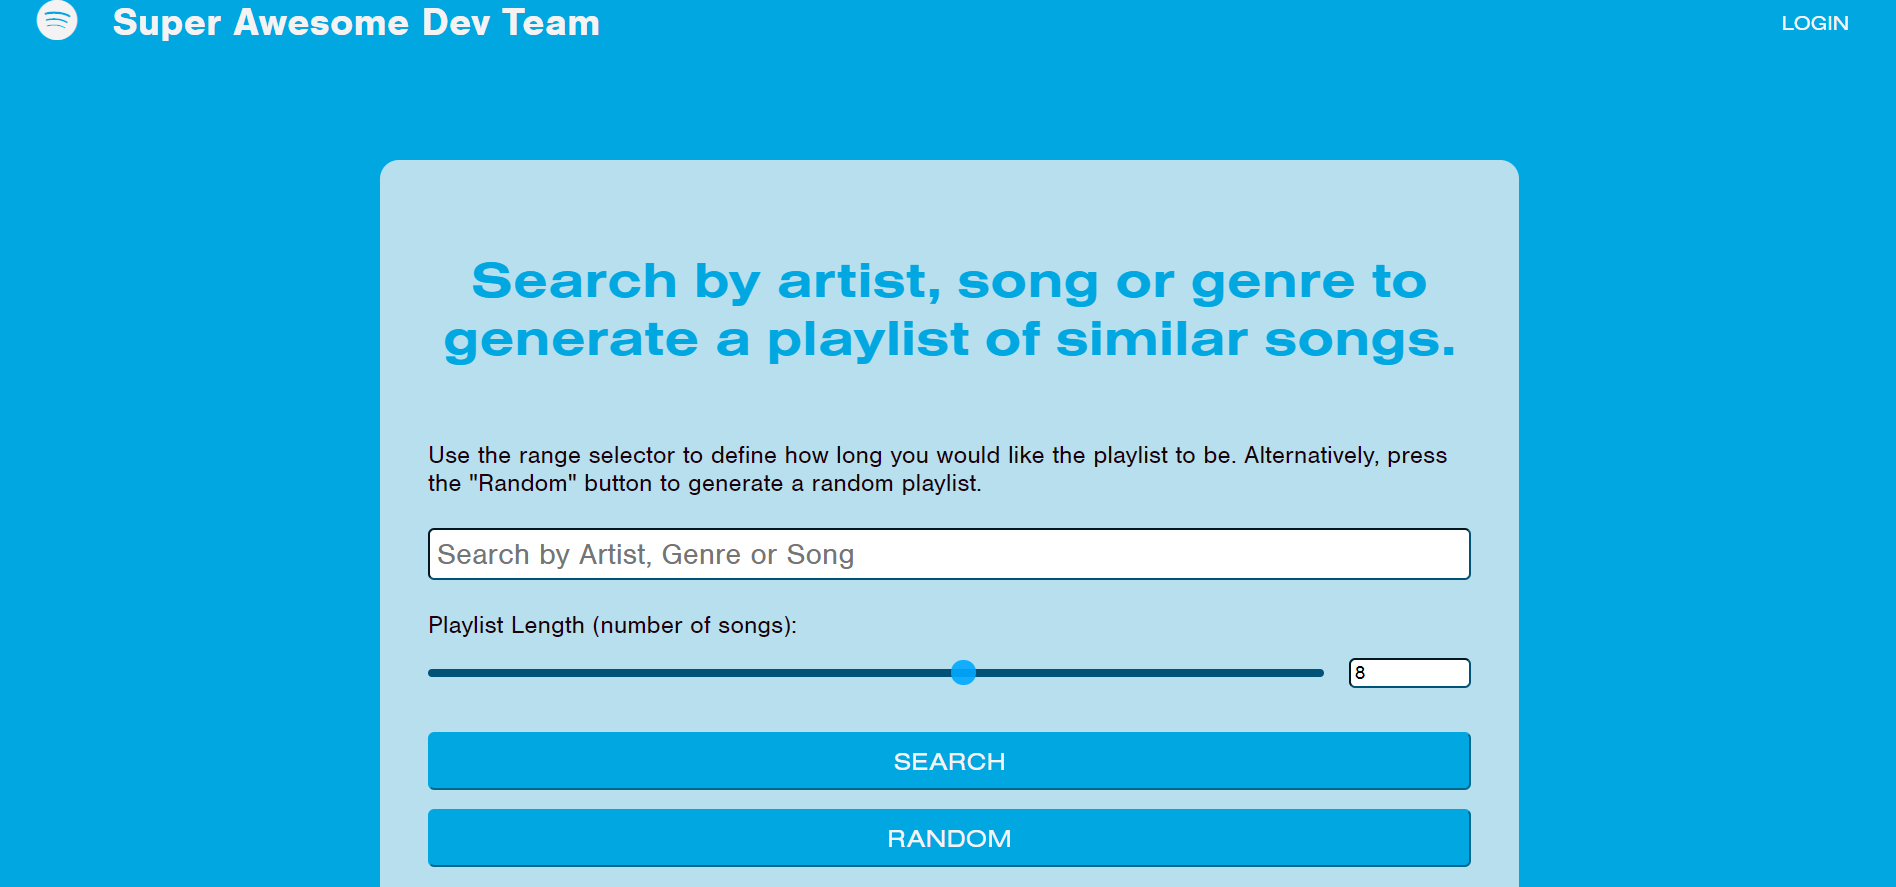 Super Awesome Dev Team
LOGIN
Search by artist, song or genre to
generate a playlist of similar songs.
Use the range selector to define how long you would like the playlist to be. Alternatively, press
the "Random" button to generate a random playlist.
Search by Artist, Genre or Song
Playlist Length (number of songs):
8
SEARCH
RANDOM